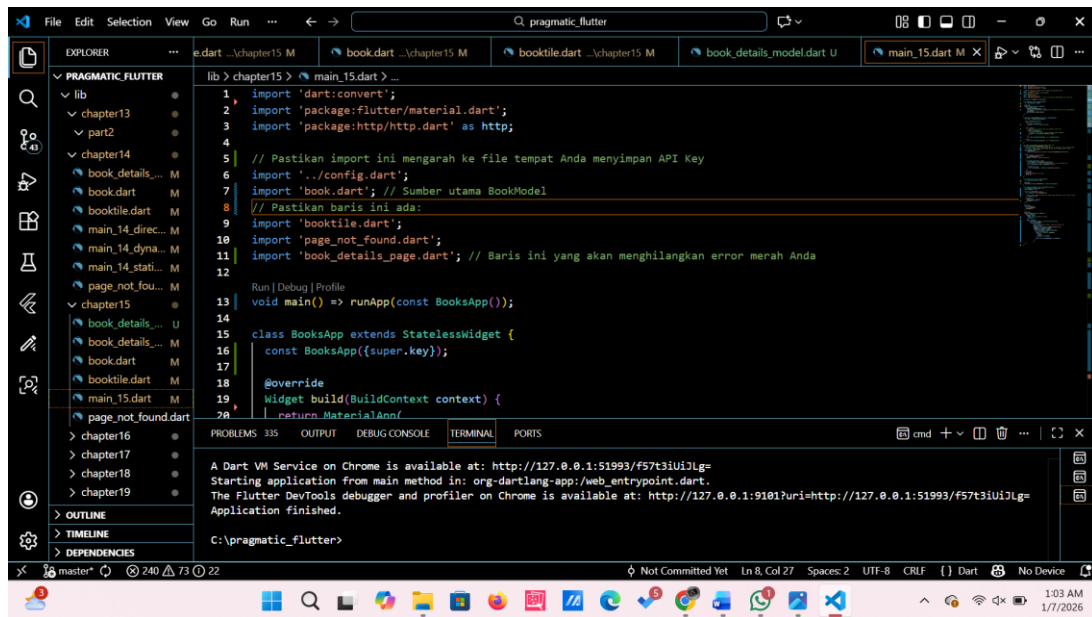 File Edit Selection View Go Run ··· pragmatic_flutter
EXPLORER ···
e.dart ...\chapter15 M book.dart ...\chapter15 M booktile.dart ...\chapter15 M book_details_model.dart U main_15.dart M
PRAGMATIC_FLUTTER
lib > chapter15 > main_15.dart > ...
lib
chapter13
part2
chapter14
book_details_... M
book.dart M
booktile.dart M
main_14_direc... M
main_14_dyna... M
main_14_stati... M
page_not_fou... M
chapter15
book_details_... U
book_details_... M
book.dart M
booktile.dart M
main_15.dart M
page_not_found.dart
chapter16
chapter17
chapter18
chapter19
OUTLINE
TIMELINE
DEPENDENCIES
43
1 import 'dart:convert';
2 import 'package:flutter/material.dart';
3 import 'package:http/http.dart' as http;
4
5 // Pastikan import ini mengarah ke file tempat Anda menyimpan API Key
6 import '../config.dart';
7 import 'book.dart'; // Sumber utama BookModel
8 // Pastikan baris ini ada:
9 import 'booktile.dart';
10 import 'page_not_found.dart';
11 import 'book_details_page.dart'; // Baris ini yang akan menghilangkan error merah Anda
12
Run | Debug | Profile
13 void main() => runApp(const BooksApp());
14
15 class BooksApp extends StatelessWidget {
16 const BooksApp({super.key});
17
18 @override
19 Widget build(BuildContext context) {
20 return MaterialApp(
PROBLEMS 335 OUTPUT DEBUG CONSOLE TERMINAL PORTS cmd
A Dart VM Service on Chrome is available at: http://127.0.0.1:51993/f57t3iUiJLg=
Starting application from main method in: org-dartlang-app:/web_entrypoint.dart.
The Flutter DevTools debugger and profiler on Chrome is available at: http://127.0.0.1:9101?uri=http://127.0.0.1:51993/f57t3iUiJLg=
Application finished.
C:\pragmatic_flutter>
master* 240 73 22 Not Committed Yet Ln 8, Col 27 Spaces: 2 UTF-8 CRLF {} Dart No Device
3 5 1:03 AM
1/7/2026